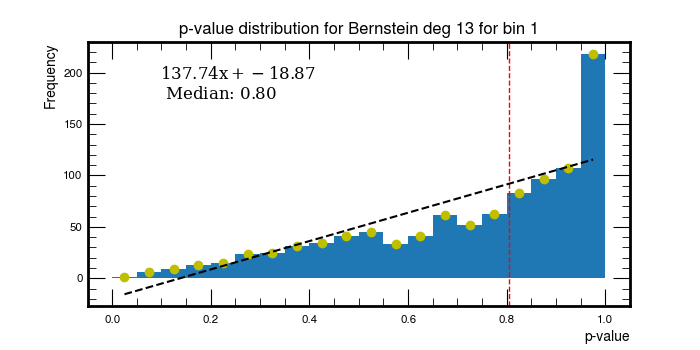 p-value distribution for Bernstein deg 13 for bin 1
Frequency
137.74x + −18.87
Median: 0.80
200
150
100
50
0
0.0 0.2 0.4 0.6 0.8 1.0
p-value